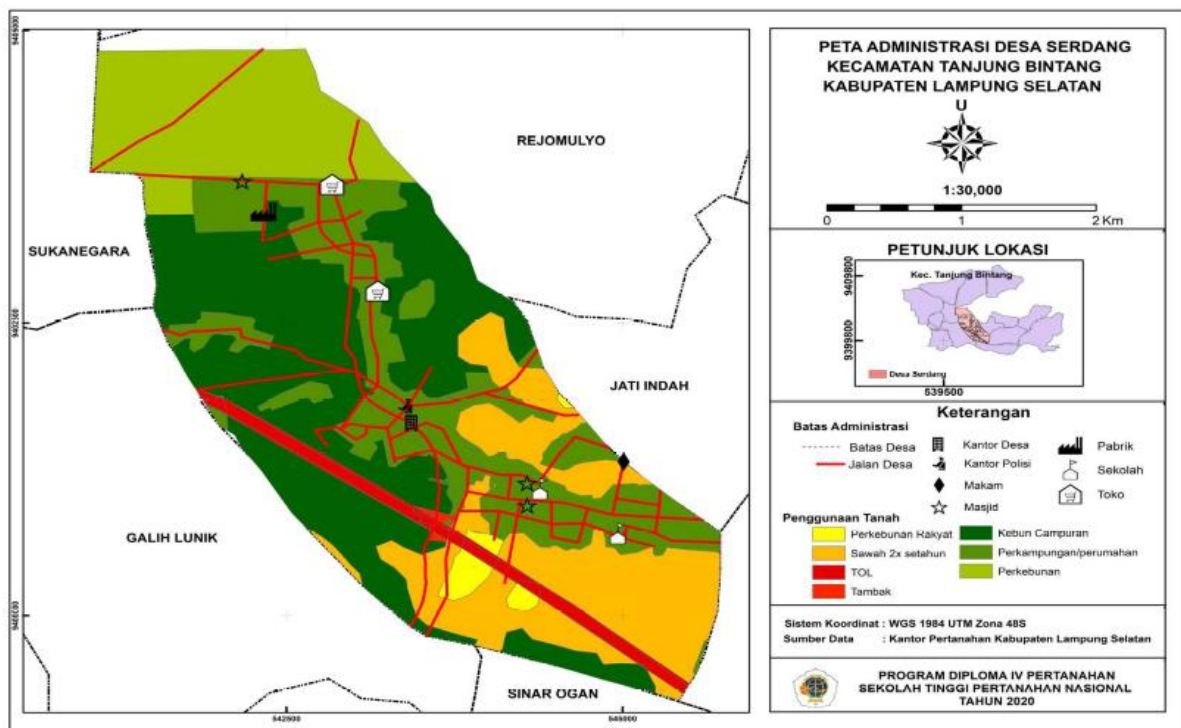 PETA ADMINISTRASI DESA SERDANG
KECAMATAN TANJUNG BINTANG
KABUPATEN LAMPUNG SELATAN
U
1:30,000
0 1 2 Km
PETUNJUK LOKASI
Kec. Tanjung Bintang
9409800
9399800
Desa Serdang
539500
Keterangan
Batas Administrasi
Batas Desa
Jalan Desa
Kantor Desa
Kantor Polisi
Makam
Masjid
Pabrik
Sekolah
Toko
Penggunaan Tanah
Perkebunan Rakyat
Sawah 2x setahun
TOL
Tambak
Kebun Campuran
Perkampungan/perumahan
Perkebunan
Sistem Koordinat : WGS 1984 UTM Zona 48S
Sumber Data : Kantor Pertanahan Kabupaten Lampung Selatan
PROGRAM DIPLOMA IV PERTANAHAN
SEKOLAH TINGGI PERTANAHAN NASIONAL
TAHUN 2020
REJOMULYO
SUKANEGARA
JATI INDAH
GALIH LUNIK
SINAR OGAN
9402500